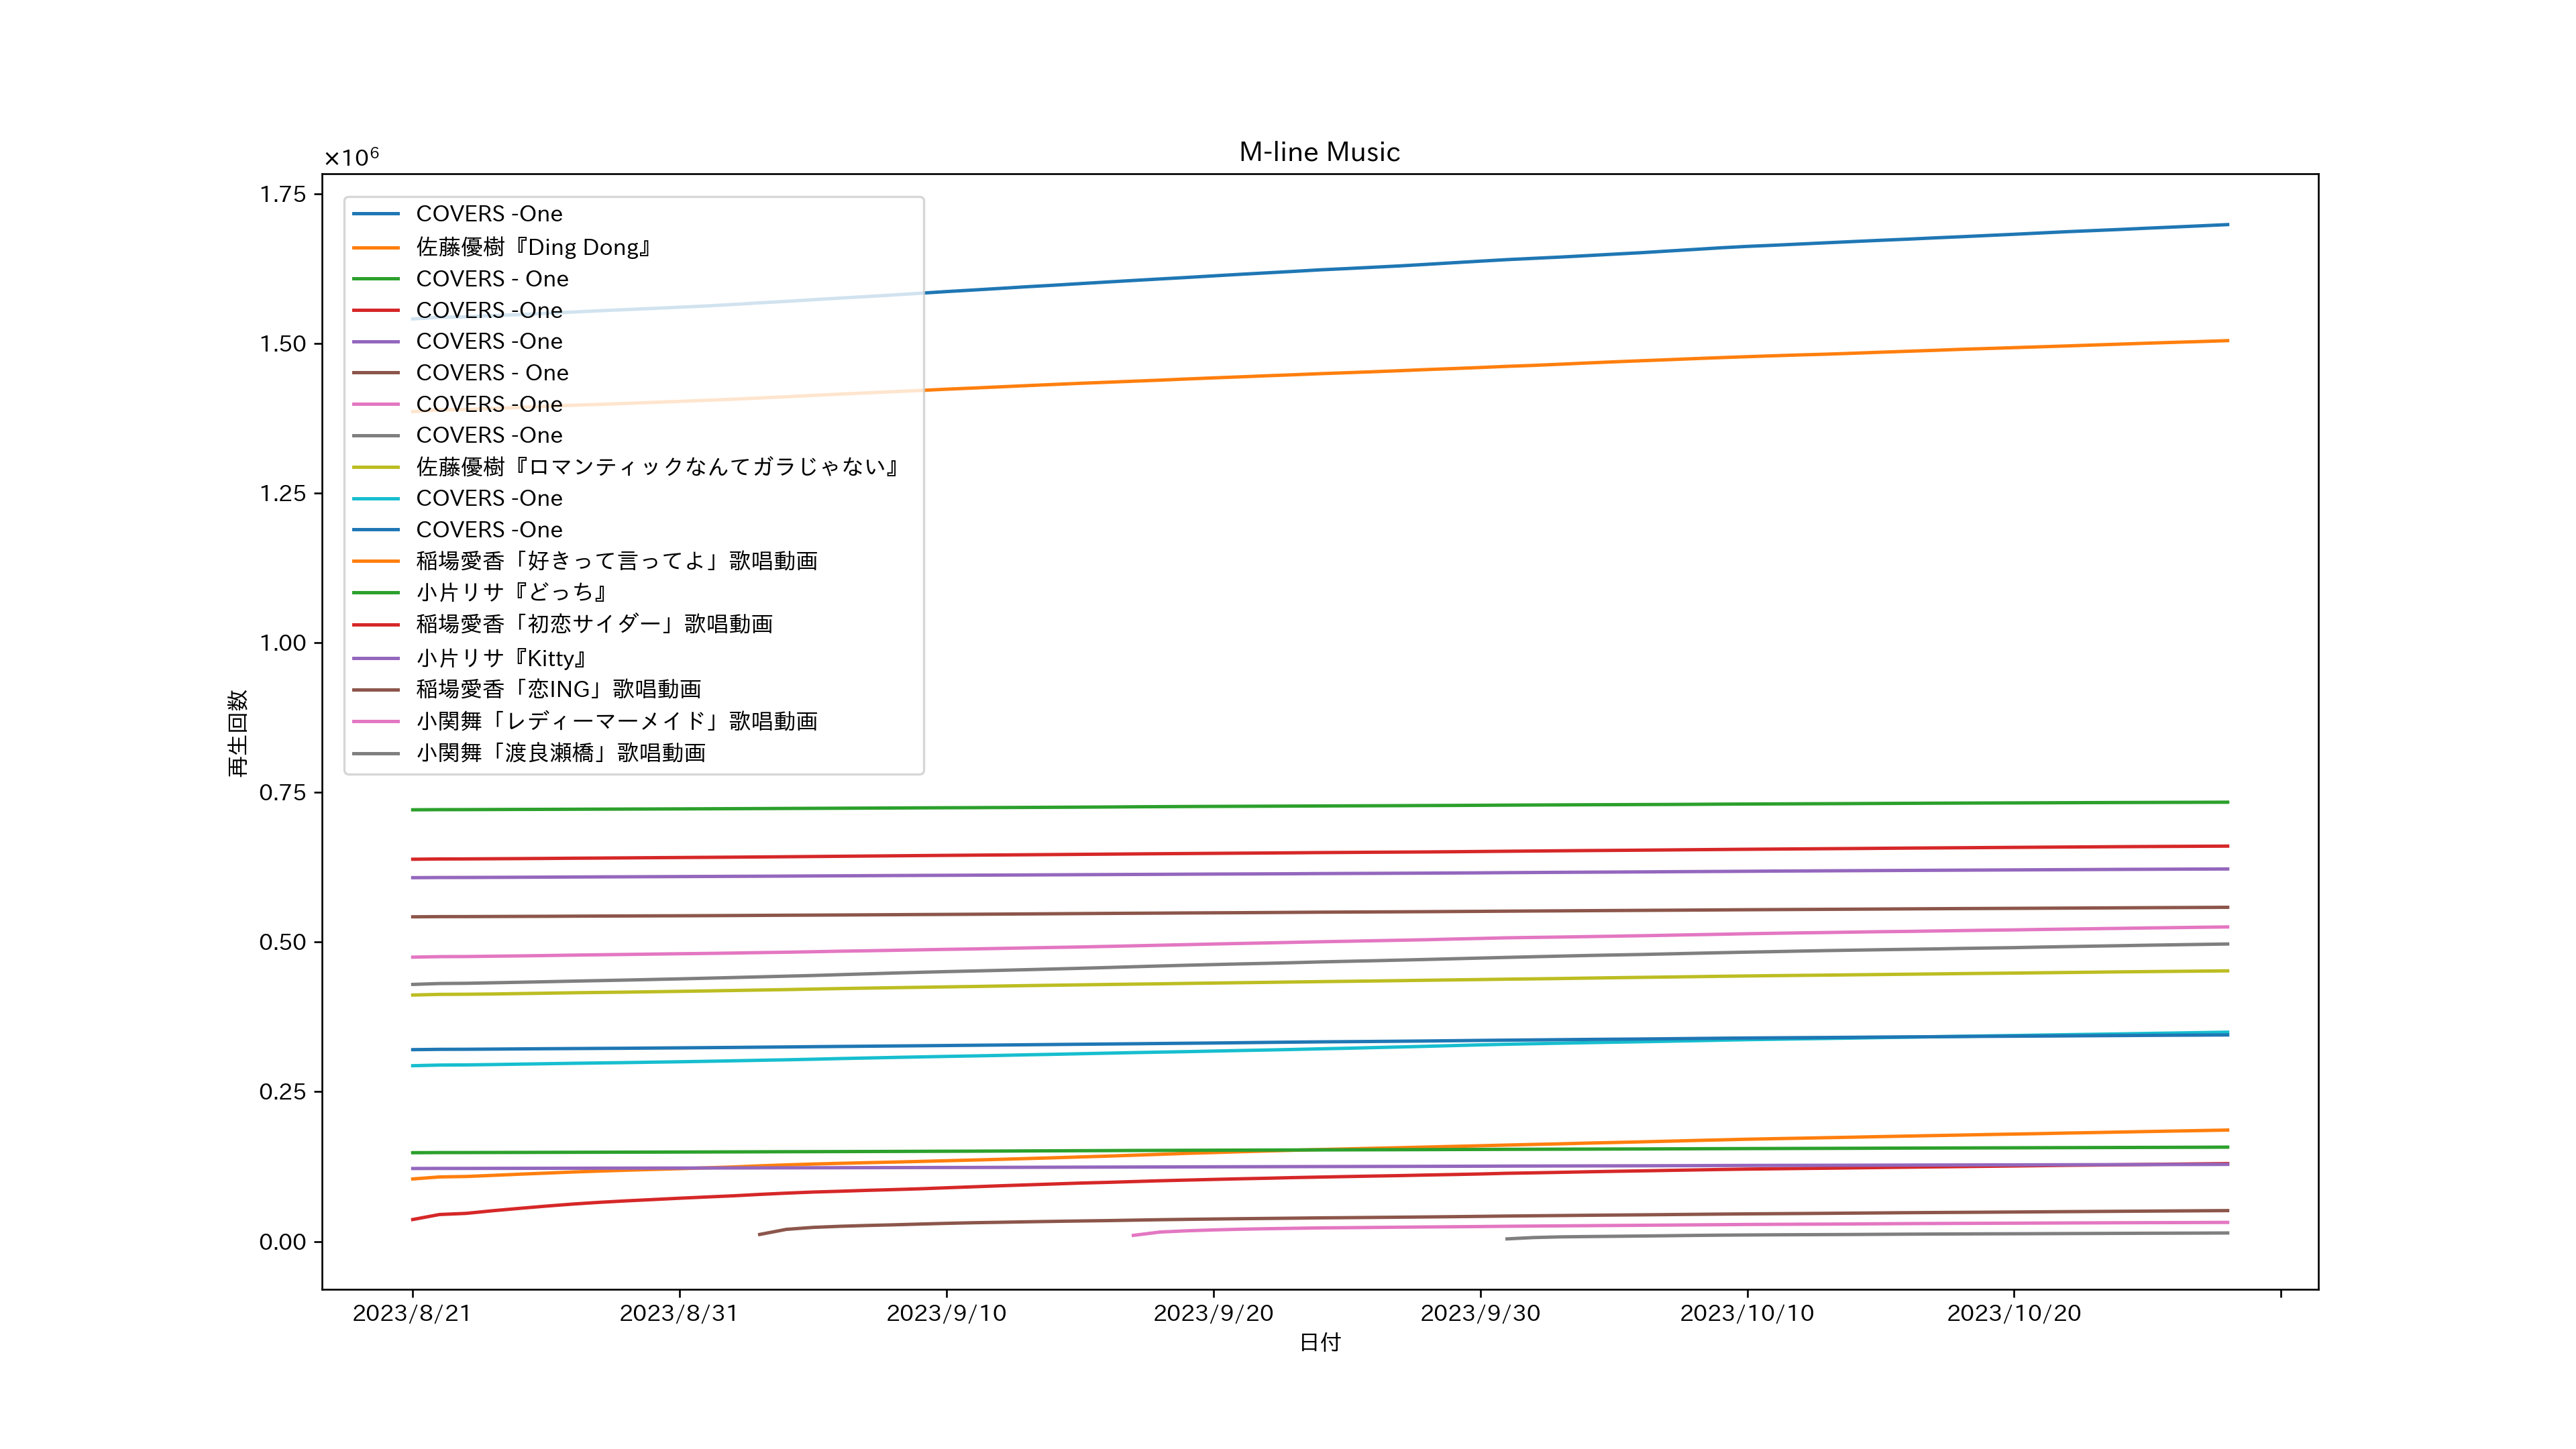 M-line Music
×10⁶
1.75
1.50
1.25
1.00
0.75
0.50
0.25
0.00
再生回数
COVERS -One
佐藤優樹『Ding Dong』
COVERS - One
COVERS -One
COVERS -One
COVERS - One
COVERS -One
COVERS -One
佐藤優樹『ロマンティックなんてガラじゃない』
COVERS -One
COVERS -One
稲場愛香「好きって言ってよ」歌唱動画
小片リサ『どっち』
稲場愛香「初恋サイダー」歌唱動画
小片リサ『Kitty』
稲場愛香「恋ING」歌唱動画
小関舞「レディーマーメイド」歌唱動画
小関舞「渡良瀬橋」歌唱動画
2023/8/21
2023/8/31
2023/9/10
2023/9/20
2023/9/30
2023/10/10
2023/10/20
日付